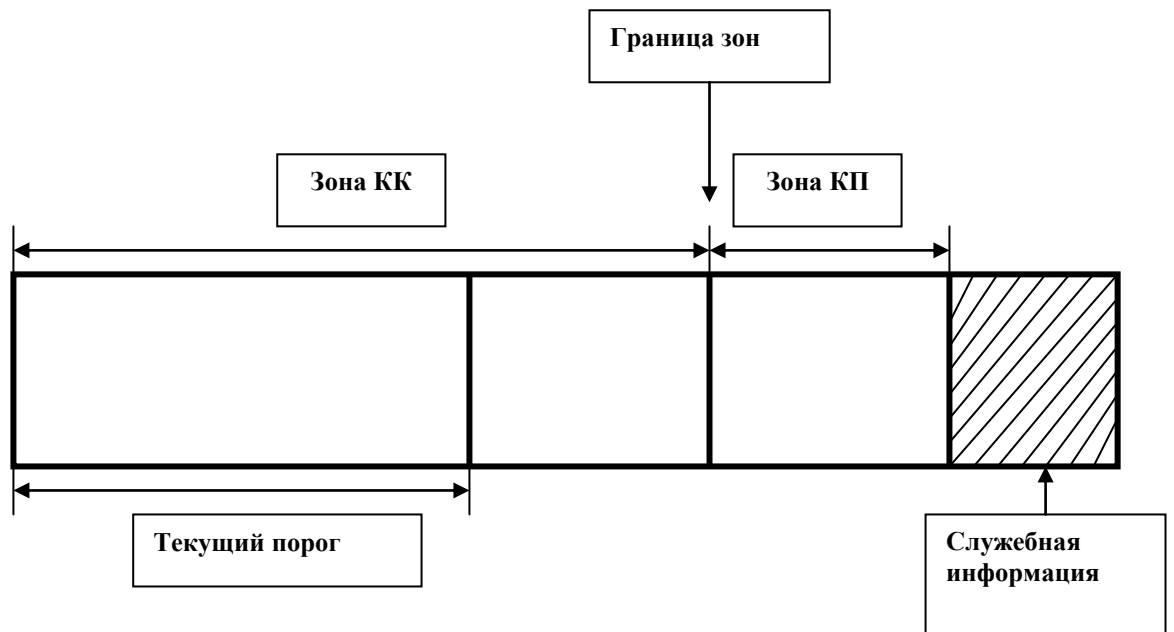 Граница зон
Зона КК
Зона КП
Текущий порог
Служебная
информация